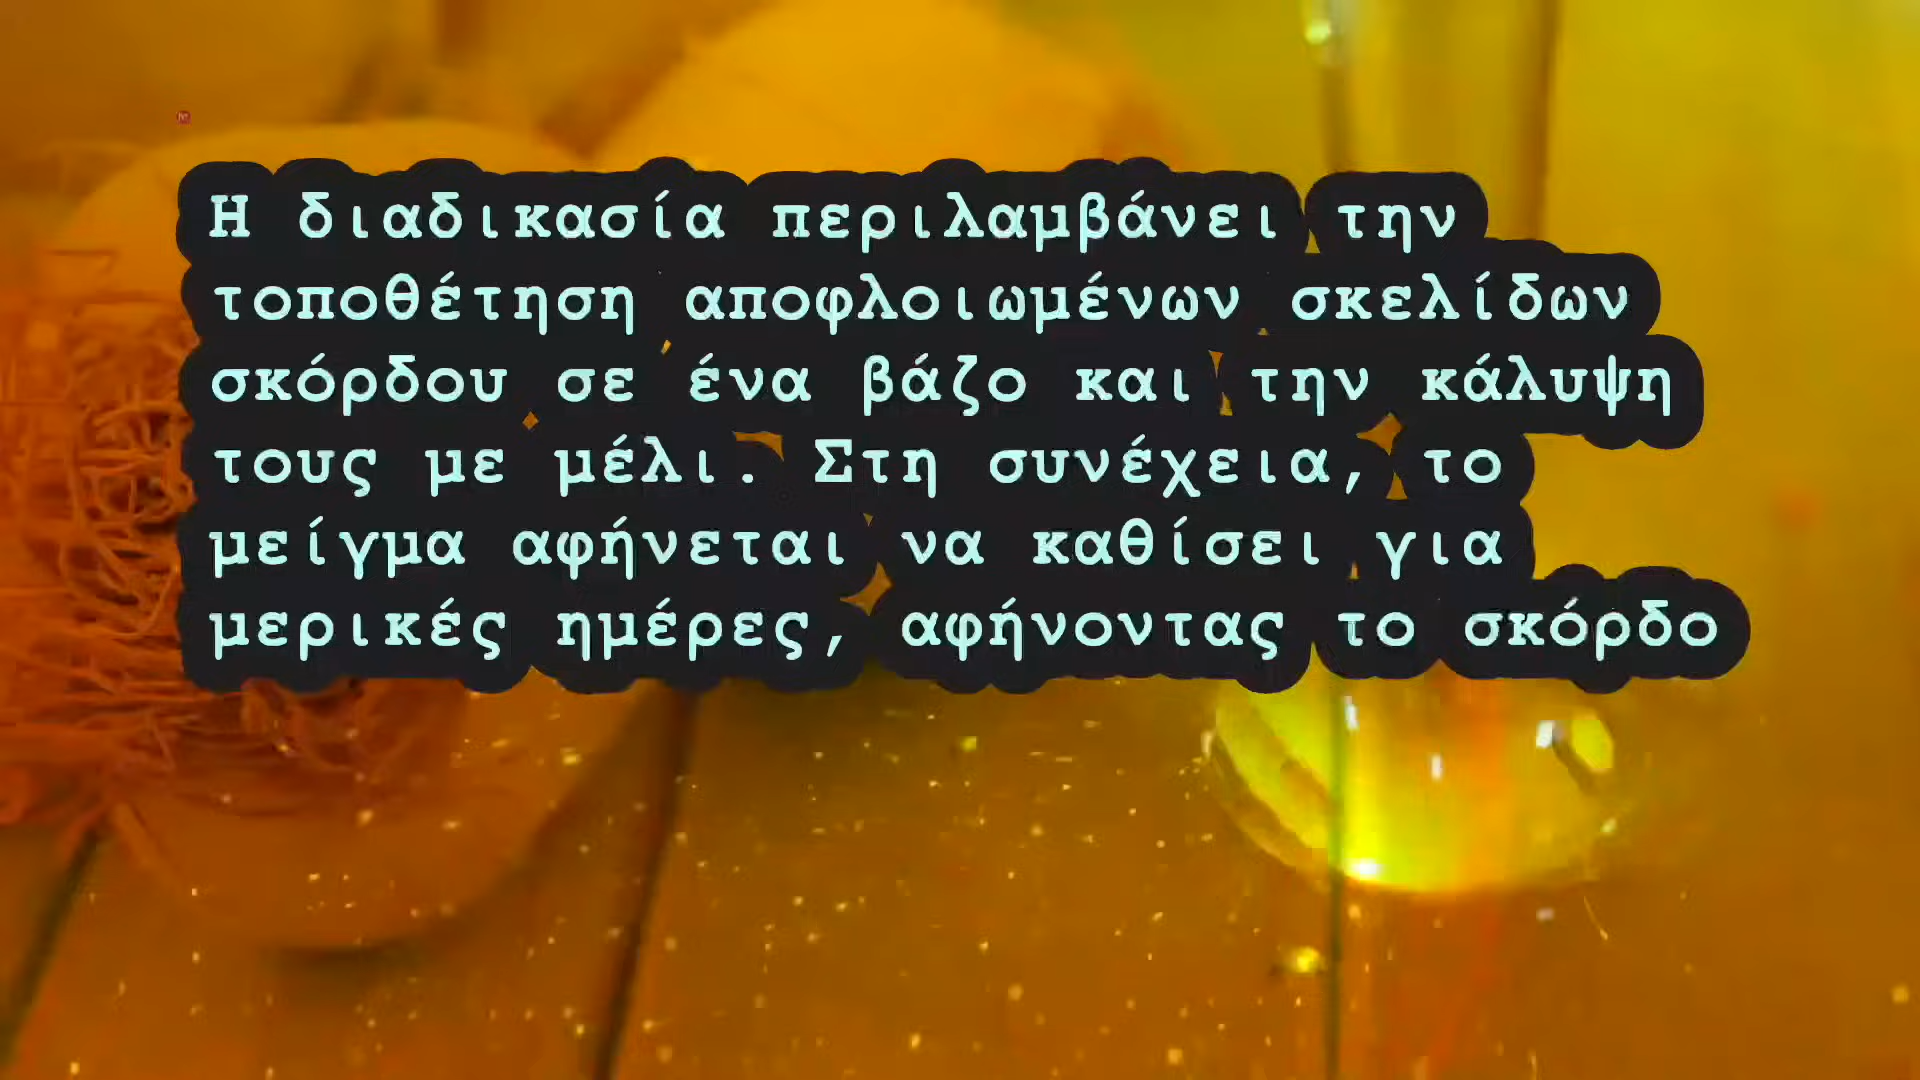 Η διαδικασία περιλαμβάνει την
τοποθέτηση αποφλοιωμένων σκελίδων
σκόρδου σε ένα βάζο και την κάλυψη
τους με μέλι. Στη συνέχεια, το
μείγμα αφήνεται να καθίσει για
μερικές ημέρες, αφήνοντας το σκόρδο